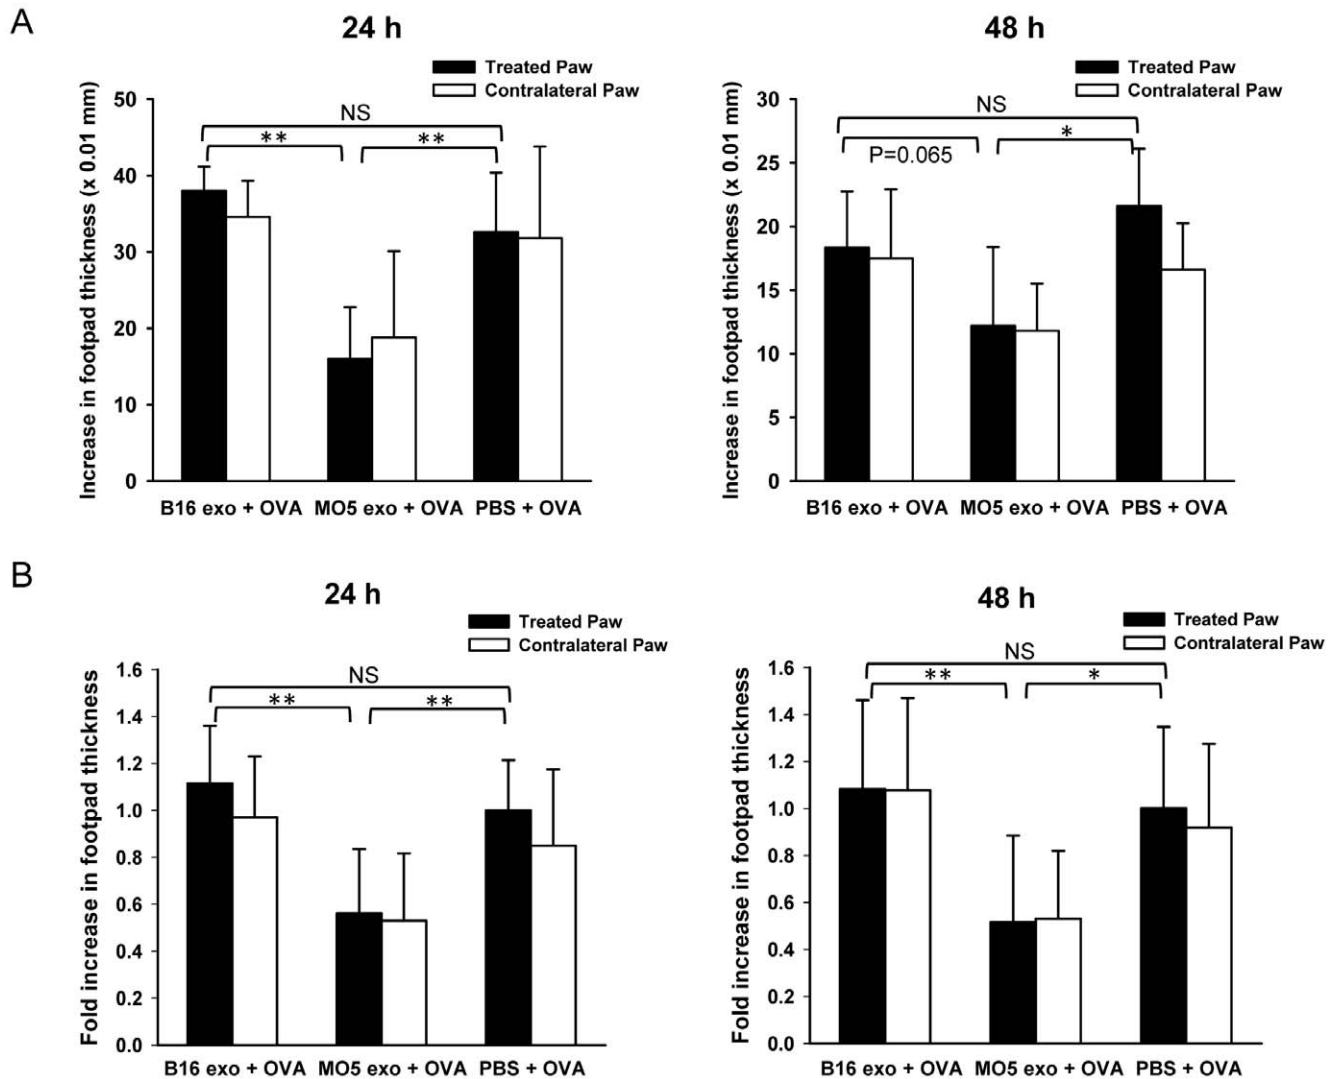 A
24 h
Treated Paw
Contralateral Paw
Increase in footpad thickness (x 0.01 mm)
50
40
30
20
10
0
NS
**
**
B16 exo + OVA
MO5 exo + OVA
PBS + OVA
48 h
Treated Paw
Contralateral Paw
Increase in footpad thickness (x 0.01 mm)
30
25
20
15
10
5
0
NS
P=0.065
*
B16 exo + OVA
MO5 exo + OVA
PBS + OVA
B
24 h
Treated Paw
Contralateral Paw
Fold increase in footpad thickness
1.6
1.4
1.2
1.0
0.8
0.6
0.4
0.2
0.0
NS
**
**
B16 exo + OVA
MO5 exo + OVA
PBS + OVA
48 h
Treated Paw
Contralateral Paw
Fold increase in footpad thickness
1.6
1.4
1.2
1.0
0.8
0.6
0.4
0.2
0.0
NS
**
*
B16 exo + OVA
MO5 exo + OVA
PBS + OVA